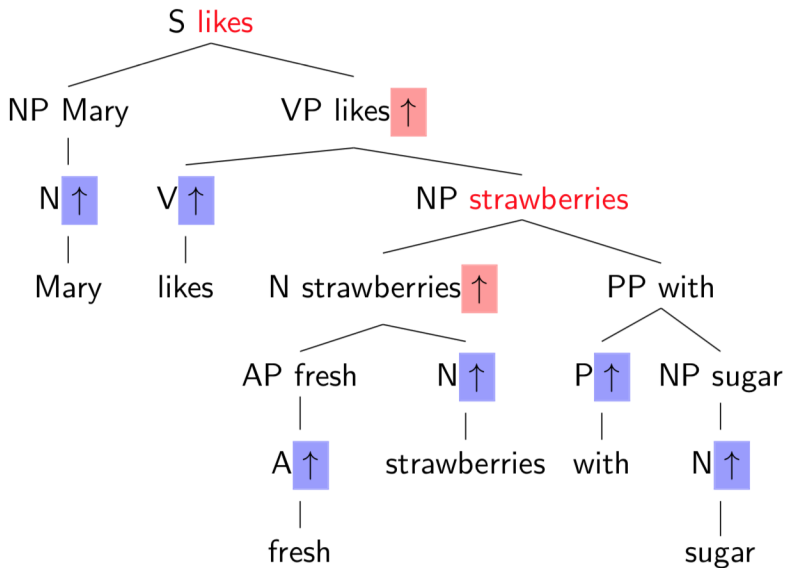 S likes
NP Mary VP likes↑
N↑ V↑ NP strawberries
Mary likes N strawberries↑ PP with
AP fresh N↑ P↑ NP sugar
A↑ strawberries with N↑
fresh sugar